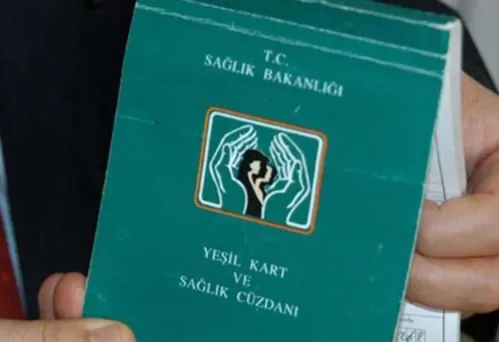 T.C.
SAĞLIK BAKANLIĞI
YEŞİL KART
VE
SAĞLIK CÜZDANI